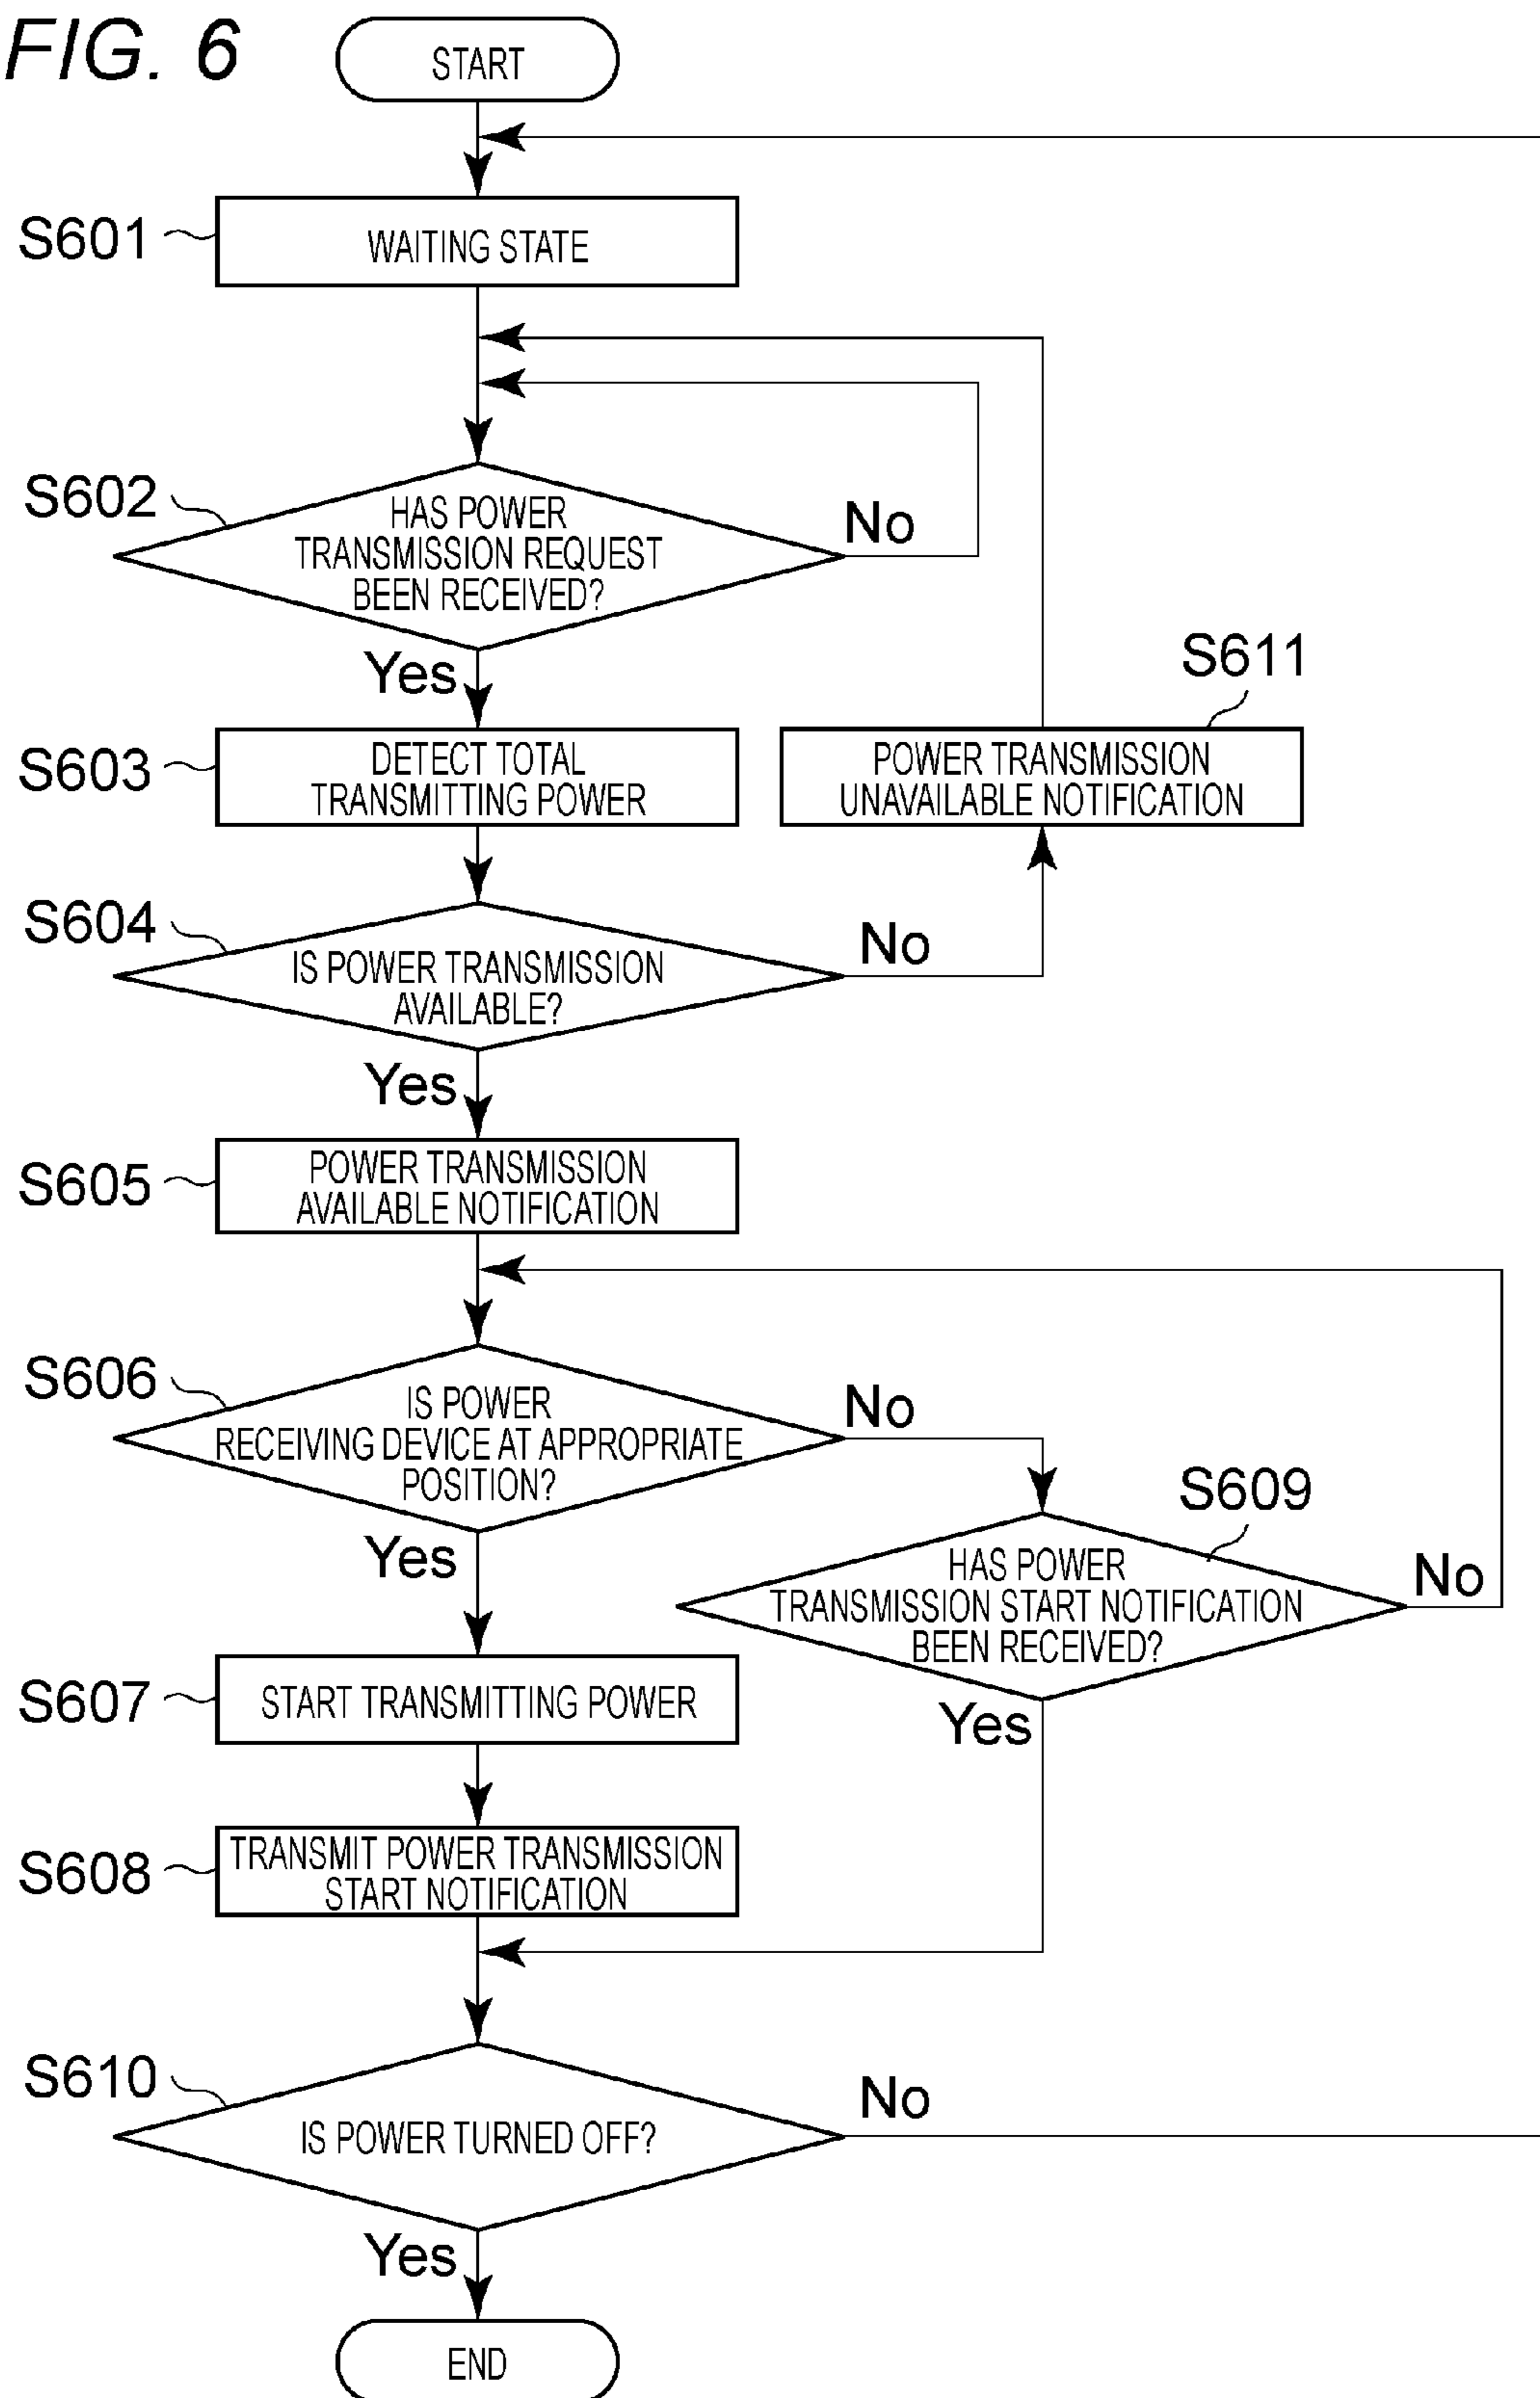 FIG. 6
START
S601
WAITING STATE
S602
HAS POWER
TRANSMISSION REQUEST
BEEN RECEIVED?
No
Yes
S603
DETECT TOTAL
TRANSMITTING POWER
S611
POWER TRANSMISSION
UNAVAILABLE NOTIFICATION
S604
IS POWER TRANSMISSION
AVAILABLE?
No
Yes
S605
POWER TRANSMISSION
AVAILABLE NOTIFICATION
S606
IS POWER
RECEIVING DEVICE AT APPROPRIATE
POSITION?
No
Yes
S609
HAS POWER
TRANSMISSION START NOTIFICATION
BEEN RECEIVED?
No
Yes
S607
START TRANSMITTING POWER
S608
TRANSMIT POWER TRANSMISSION
START NOTIFICATION
S610
IS POWER TURNED OFF?
No
Yes
END